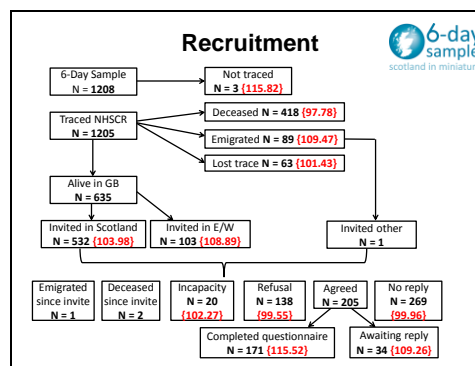 Recruitment
6-day
sample
scotland in miniature
6-Day Sample
N = 1208
Not traced
N = 3 {115.82}
Traced NHSCR
N = 1205
Deceased N = 418 {97.78}
Emigrated N = 89 {109.47}
Lost trace N = 63 {101.43}
Alive in GB
N = 635
Invited in Scotland
N = 532 {103.98}
Invited in E/W
N = 103 {108.89}
Invited other
N = 1
Emigrated
since invite
N = 1
Deceased
since invite
N = 2
Incapacity
N = 20
{102.27}
Refusal
N = 138
{99.55}
Agreed
N = 205
No reply
N = 269
{99.96}
Completed questionnaire
N = 171 {115.52}
Awaiting reply
N = 34 {109.26}